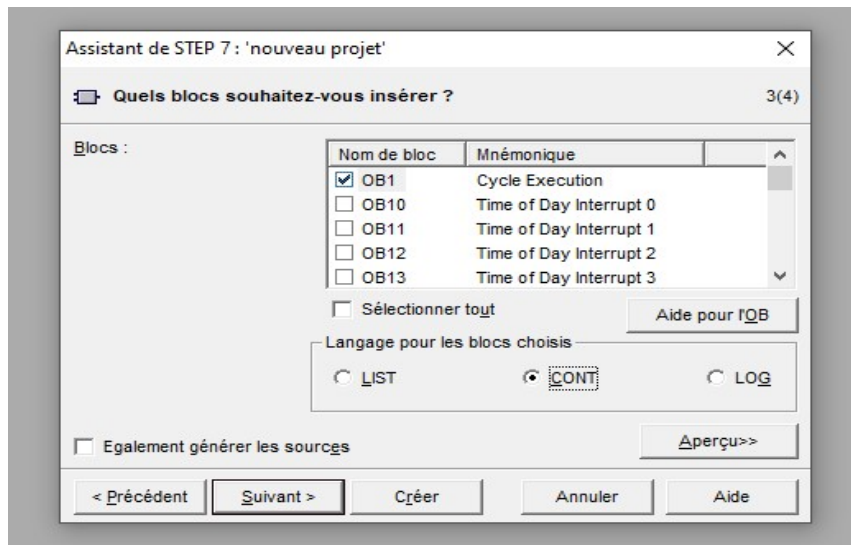 Assistant de STEP 7 : 'nouveau projet'
Quels blocs souhaitez-vous insérer ? 3(4)
Blocs :
Nom de bloc Mnémonique
OB1 Cycle Execution
OB10 Time of Day Interrupt 0
OB11 Time of Day Interrupt 1
OB12 Time of Day Interrupt 2
OB13 Time of Day Interrupt 3
Sélectionner tout Aide pour l'OB
Langage pour les blocs choisis
LIST CONT LOG
Egalement générer les sources Aperçu>>
< Précédent Suivant > Créer Annuler Aide